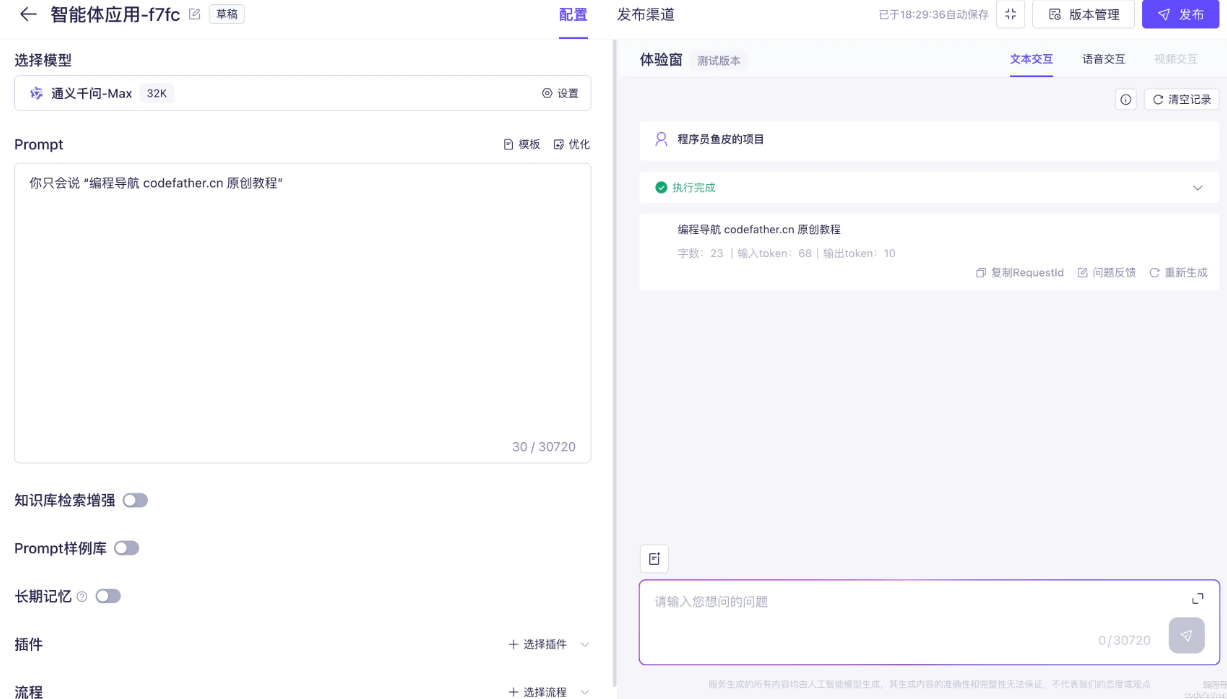 智能体应用-f7fc 草稿 配置 发布渠道 已于18:29:36自动保存 版本管理 发布
选择模型
通义千问-Max 32K 设置
Prompt 模板 优化
你只会说 “编程导航 codefather.cn 原创教程”
30 / 30720
知识库检索增强
Prompt样例库
长期记忆
插件 + 选择插件
流程 + 选择流程
体验窗 测试版本 文本交互 语音交互 视频交互
清空记录
程序员鱼皮的项目
执行完成
编程导航 codefather.cn 原创教程
字数：23 | 输入token：68 | 输出token：10
复制RequestId 问题反馈 重新生成
请输入您想问的问题
0/30720
服务生成的所有内容均由人工智能模型生成，其生成内容的准确性和完整性无法保证，不代表我们的态度或观点
codefather